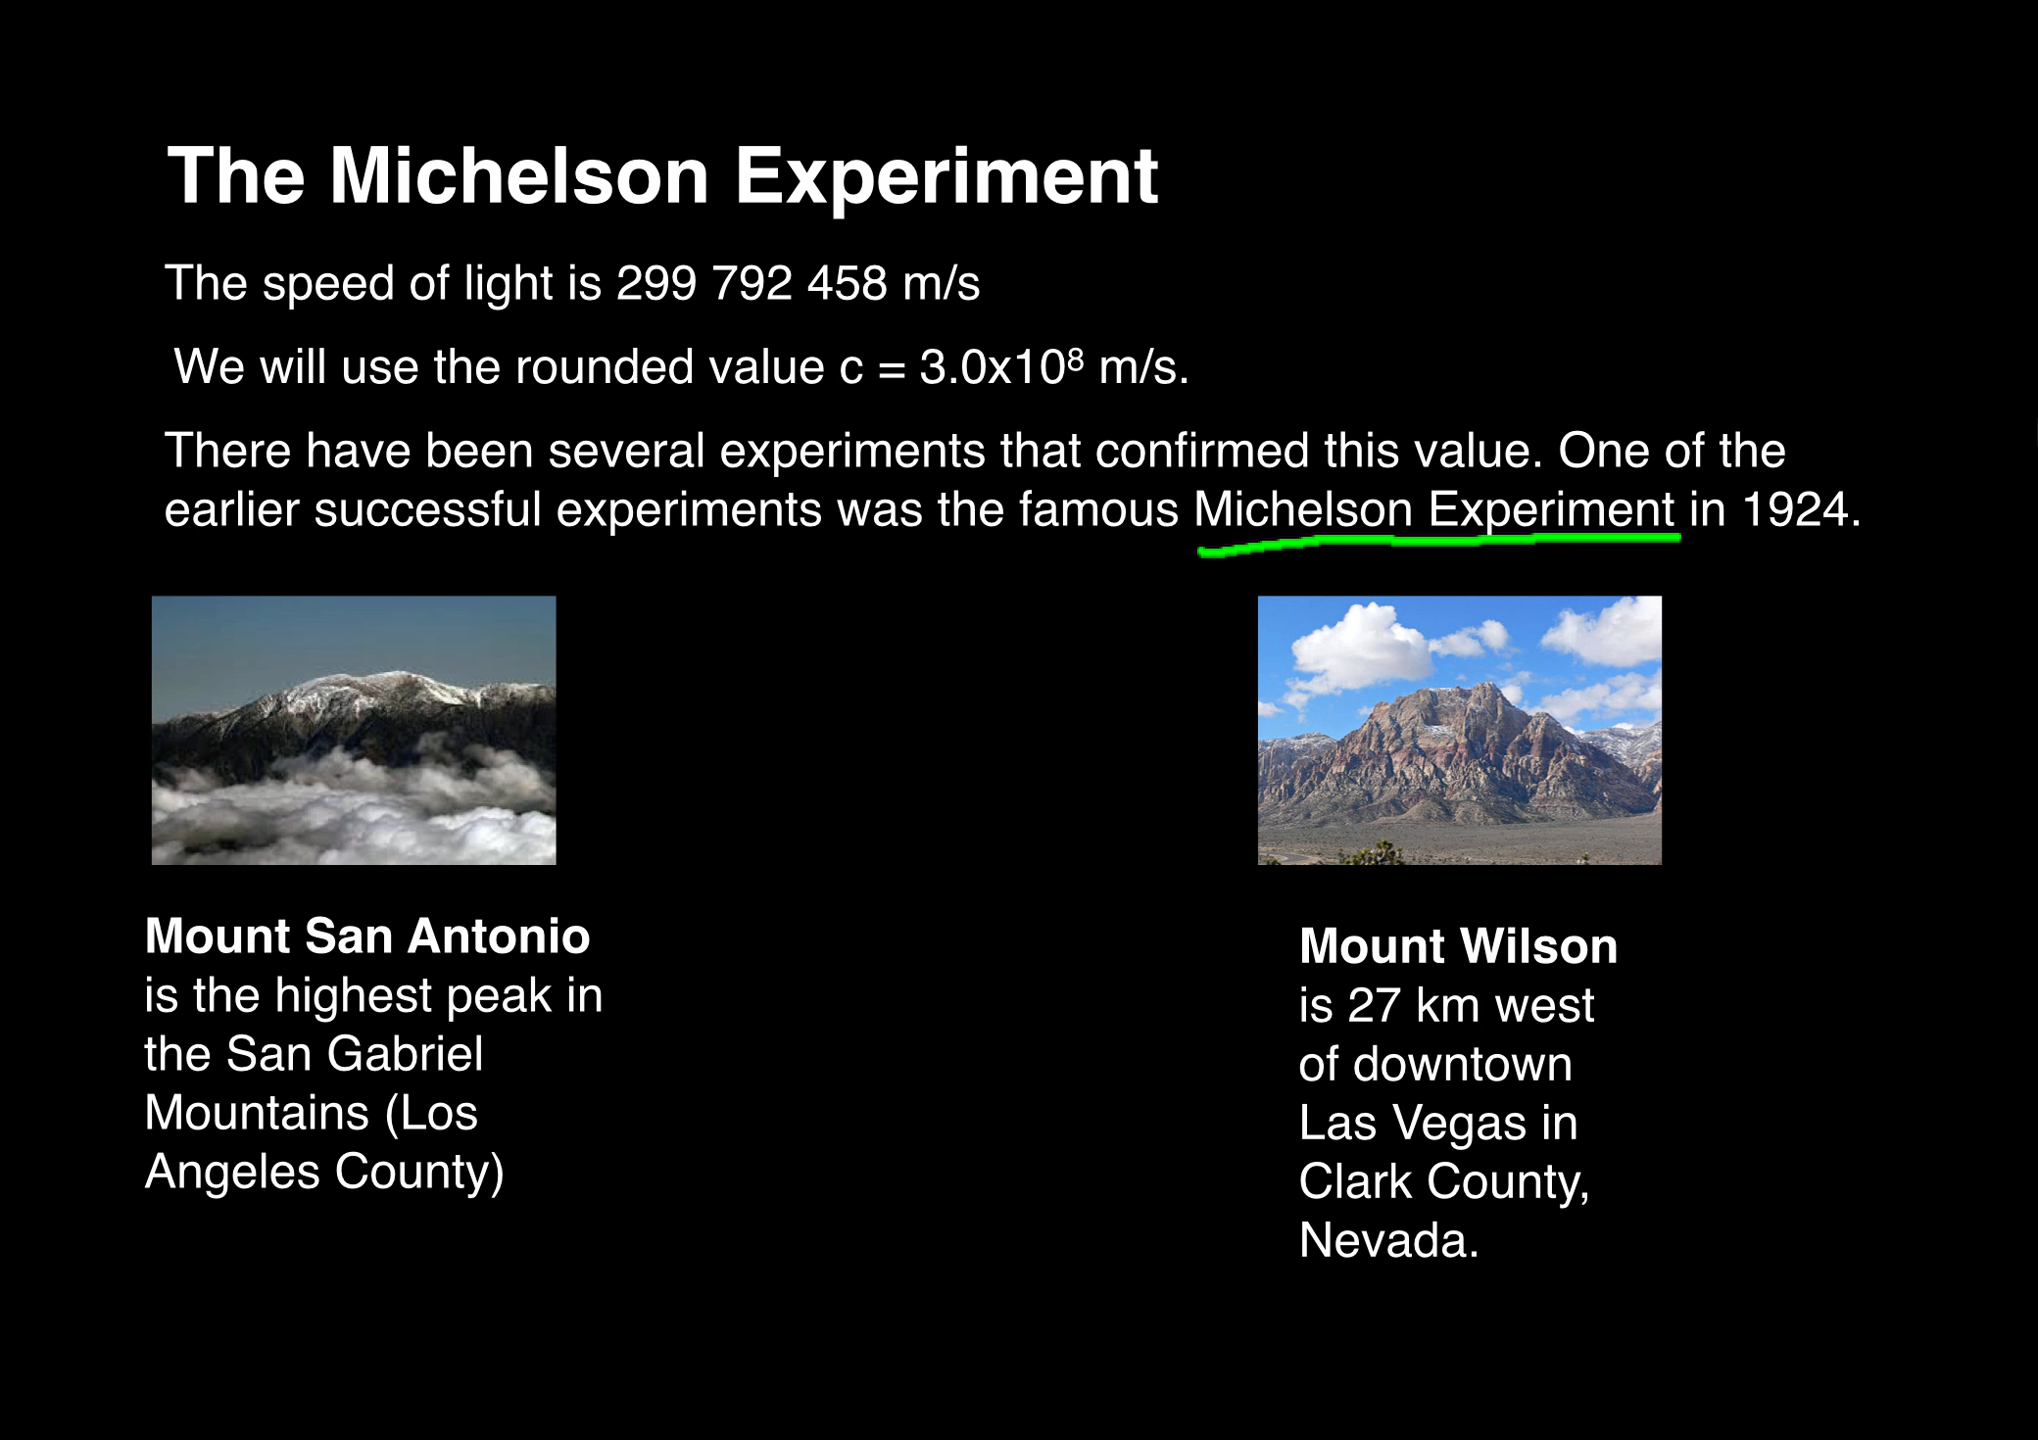 The Michelson Experiment
The speed of light is 299 792 458 m/s
We will use the rounded value c = 3.0x10⁸ m/s.
There have been several experiments that confirmed this value. One of the
earlier successful experiments was the famous Michelson Experiment in 1924.
Mount San Antonio
is the highest peak in
the San Gabriel
Mountains (Los
Angeles County)
Mount Wilson
is 27 km west
of downtown
Las Vegas in
Clark County,
Nevada.